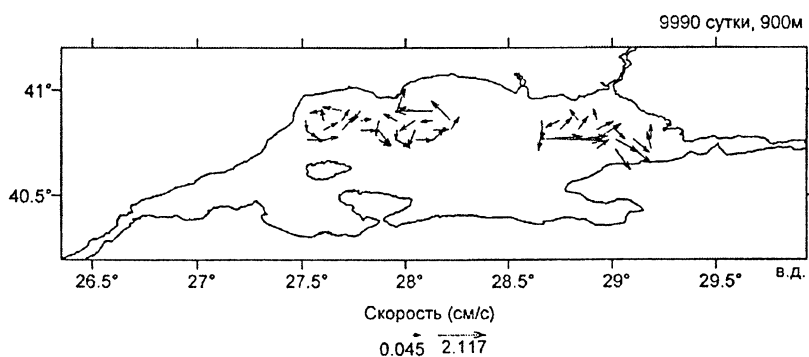 9990 сутки, 900м
41°
40.5°
26.5° 27° 27.5° 28° 28.5° 29° 29.5° в.д.
Скорость (см/с)
0.045 2.117